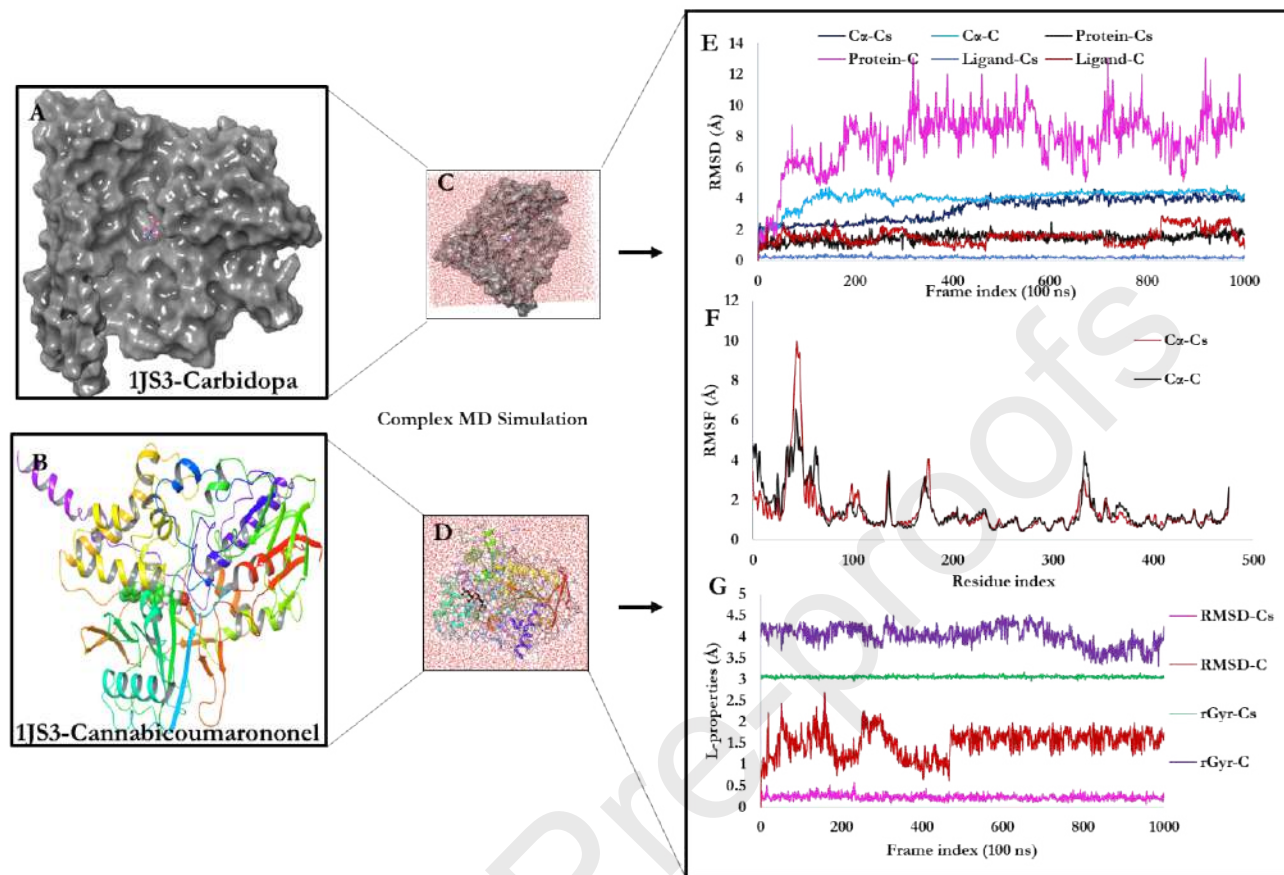 A
1JS3-Carbidopa
C
Complex MD Simulation
B
1JS3-Cannabicoumarononel
D
E
Cα-Cs
Cα-C
Protein-Cs
Protein-C
Ligand-Cs
Ligand-C
14
12
10
8
6
4
2
0
RMSD (Å)
0 200 400 600 800 1000
Frame index (100 ns)
F
12
10
8
6
4
2
0
RMSF (Å)
Cα-Cs
Cα-C
0 100 200 300 400 500
Residue index
G
4.5
4
3.5
3
2.5
2
1.5
1
0.5
0
L-properties (Å)
RMSD-Cs
RMSD-C
rGyr-Cs
rGyr-C
0 200 400 600 800 1000
Frame index (100 ns)
Pre-proofs